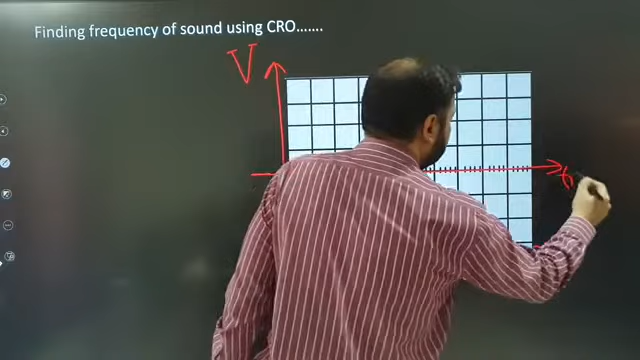 Finding frequency of sound using CRO.......
V